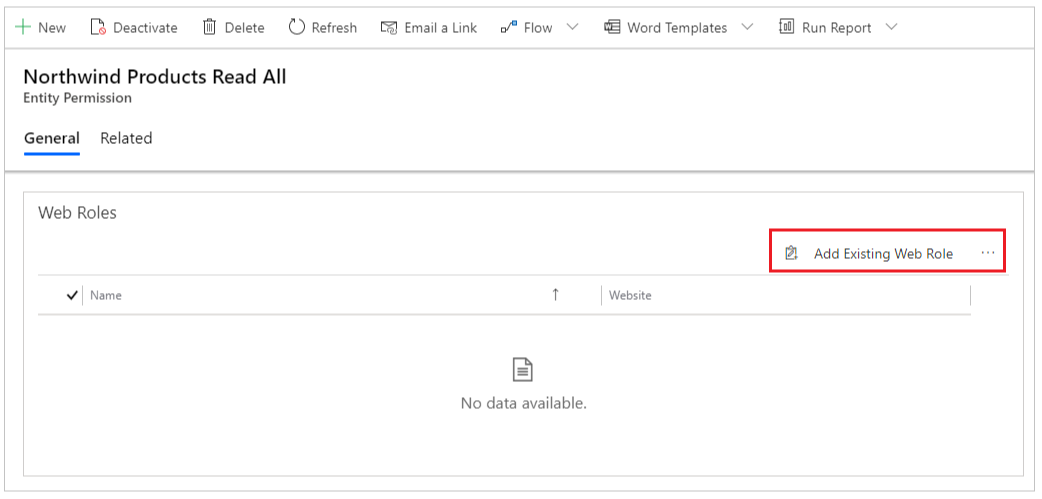 New Deactivate Delete Refresh Email a Link Flow Word Templates Run Report
Northwind Products Read All
Entity Permission
General Related
Web Roles
Add Existing Web Role ...
Name ↑ Website
No data available.